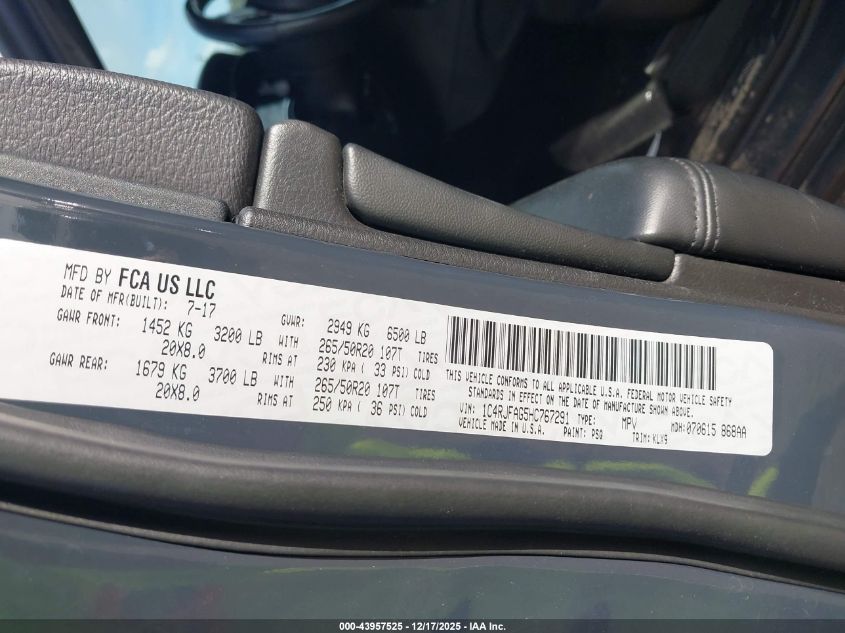 MFD BY FCA US LLC
DATE OF MFR(BUILT): 7-17
GVWR: 2949 KG 6500 LB
GAWR FRONT: 1452 KG 3200 LB WITH 265/50R20 107T TIRES
20X8.0 RIMS AT 230 KPA ( 33 PSI) COLD
GAWR REAR: 1679 KG 3700 LB WITH 265/50R20 107T TIRES
20X8.0 RIMS AT 250 KPA ( 36 PSI) COLD
THIS VEHICLE CONFORMS TO ALL APPLICABLE U.S.A. FEDERAL MOTOR VEHICLE SAFETY
STANDARDS IN EFFECT ON THE DATE OF MANUFACTURE SHOWN ABOVE.
VIN: 1C4RJFAG5HC767291 TYPE: MPV MDH: 070615 868AA
VEHICLE MADE IN U.S.A. PAINT: PSQ TRIM: KLX9
000-43957525 - 12/17/2025 - IAA Inc.